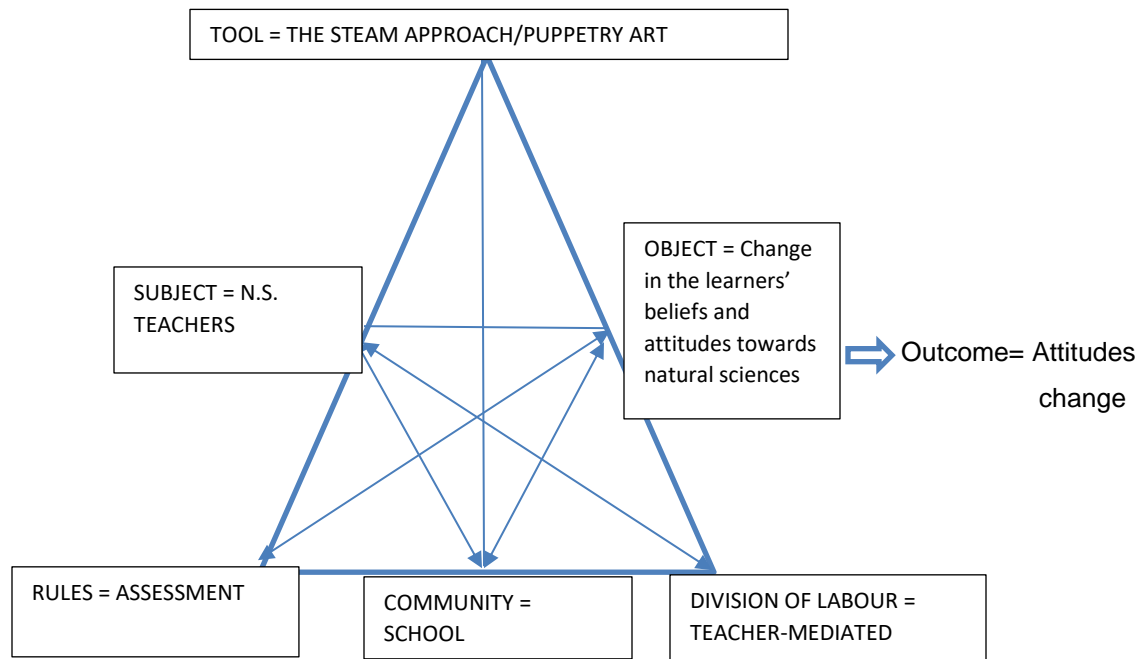 TOOL = THE STEAM APPROACH/PUPPETRY ART
SUBJECT = N.S.
TEACHERS
OBJECT = Change
in the learners’
beliefs and
attitudes towards
natural sciences
Outcome= Attitudes
change
RULES = ASSESSMENT
COMMUNITY =
SCHOOL
DIVISION OF LABOUR =
TEACHER-MEDIATED